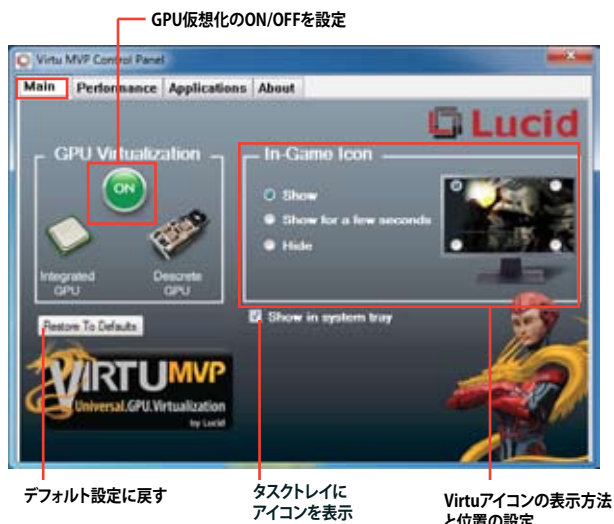 GPU仮想化のON/OFFを設定
Virtu MVP Control Panel
Main Performance Applications About
Lucid
GPU Virtualization
In-Game Icon
ON
Show
Show for a few seconds
Hide
Integrated
GPU
Descrete
GPU
Restore To Defaults
Show in system tray
VIRTU MVP
Universal.GPU.Virtualization
by Lucid
デフォルト設定に戻す
タスクトレイに
アイコンを表示
Virtuアイコンの表示方法
と位置の設定